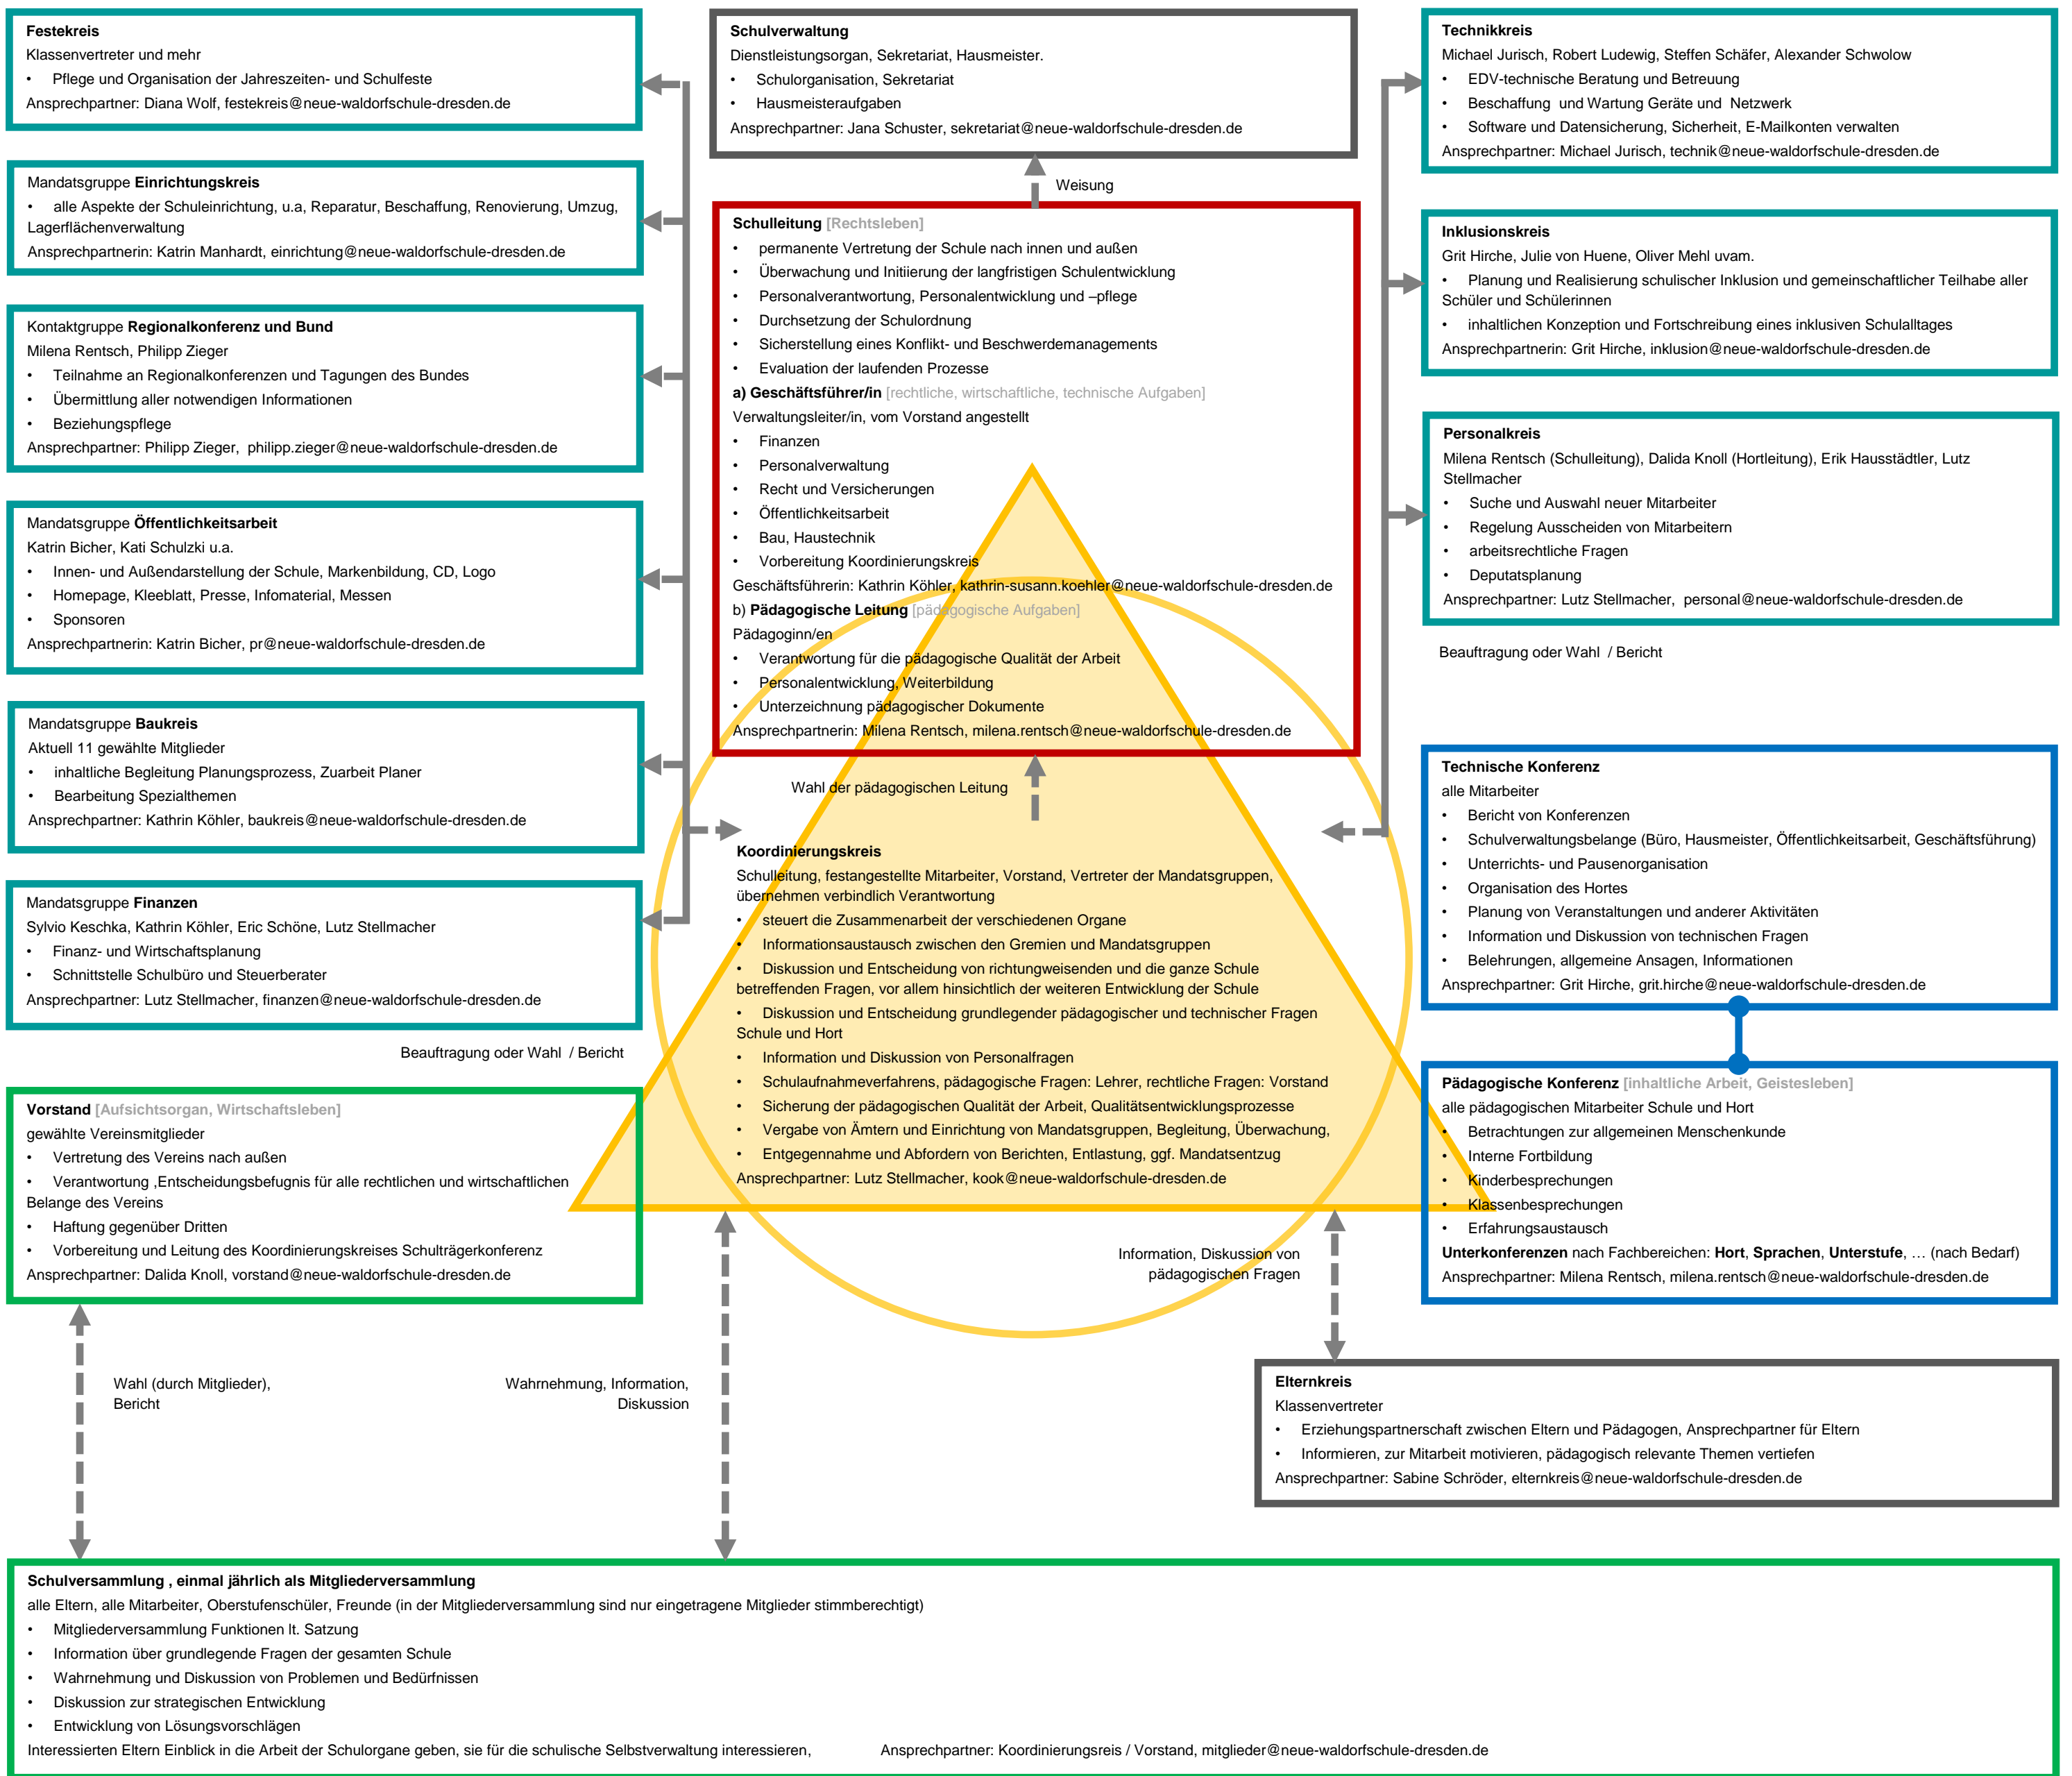 Festekreis
Klassenvertreter und mehr
• Pflege und Organisation der Jahreszeiten- und Schulfeste
Ansprechpartner: Diana Wolf, festekreis@neue-waldorfschule-dresden.de
Mandatsgruppe Einrichtungskreis
• alle Aspekte der Schuleinrichtung, u.a, Reparatur, Beschaffung, Renovierung, Umzug,
Lagerflächenverwaltung
Ansprechpartnerin: Katrin Manhardt, einrichtung@neue-waldorfschule-dresden.de
Kontaktgruppe Regionalkonferenz und Bund
Milena Rentsch, Philipp Zieger
• Teilnahme an Regionalkonferenzen und Tagungen des Bundes
• Übermittlung aller notwendigen Informationen
• Beziehungspflege
Ansprechpartner: Philipp Zieger, philipp.zieger@neue-waldorfschule-dresden.de
Mandatsgruppe Öffentlichkeitsarbeit
Katrin Bicher, Kati Schulzki u.a.
• Innen- und Außendarstellung der Schule, Markenbildung, CD, Logo
• Homepage, Kleeblatt, Presse, Infomaterial, Messen
• Sponsoren
Ansprechpartnerin: Katrin Bicher, pr@neue-waldorfschule-dresden.de
Mandatsgruppe Baukreis
Aktuell 11 gewählte Mitglieder
• inhaltliche Begleitung Planungsprozess, Zuarbeit Planer
• Bearbeitung Spezialthemen
Ansprechpartner: Kathrin Köhler, baukreis@neue-waldorfschule-dresden.de
Mandatsgruppe Finanzen
Sylvio Keschka, Kathrin Köhler, Eric Schöne, Lutz Stellmacher
• Finanz- und Wirtschaftsplanung
• Schnittstelle Schulbüro und Steuerberater
Ansprechpartner: Lutz Stellmacher, finanzen@neue-waldorfschule-dresden.de
Beauftragung oder Wahl / Bericht
Vorstand [Aufsichtsorgan, Wirtschaftsleben]
gewählte Vereinsmitglieder
• Vertretung des Vereins nach außen
• Verantwortung ,Entscheidungsbefugnis für alle rechtlichen und wirtschaftlichen
Belange des Vereins
• Haftung gegenüber Dritten
• Vorbereitung und Leitung des Koordinierungskreises Schulträgerkonferenz
Ansprechpartner: Dalida Knoll, vorstand@neue-waldorfschule-dresden.de
Wahl (durch Mitglieder),
Bericht
Schulverwaltung
Dienstleistungsorgan, Sekretariat, Hausmeister.
• Schulorganisation, Sekretariat
• Hausmeisteraufgaben
Ansprechpartner: Jana Schuster, sekretariat@neue-waldorfschule-dresden.de
Weisung
Schulleitung [Rechtsleben]
• permanente Vertretung der Schule nach innen und außen
• Überwachung und Initiierung der langfristigen Schulentwicklung
• Personalverantwortung, Personalentwicklung und –pflege
• Durchsetzung der Schulordnung
• Sicherstellung eines Konflikt- und Beschwerdemanagements
• Evaluation der laufenden Prozesse
a) Geschäftsführer/in [rechtliche, wirtschaftliche, technische Aufgaben]
Verwaltungsleiter/in, vom Vorstand angestellt
• Finanzen
• Personalverwaltung
• Recht und Versicherungen
• Öffentlichkeitsarbeit
• Bau, Haustechnik
• Vorbereitung Koordinierungskreis
Geschäftsführerin: Kathrin Köhler, kathrin-susann.koehler@neue-waldorfschule-dresden.de
b) Pädagogische Leitung [pädagogische Aufgaben]
Pädagoginn/en
• Verantwortung für die pädagogische Qualität der Arbeit
• Personalentwicklung, Weiterbildung
• Unterzeichnung pädagogischer Dokumente
Ansprechpartnerin: Milena Rentsch, milena.rentsch@neue-waldorfschule-dresden.de
Wahl der pädagogischen Leitung
Koordinierungskreis
Schulleitung, festangestellte Mitarbeiter, Vorstand, Vertreter der Mandatsgruppen,
übernehmen verbindlich Verantwortung
• steuert die Zusammenarbeit der verschiedenen Organe
• Informationsaustausch zwischen den Gremien und Mandatsgruppen
• Diskussion und Entscheidung von richtungweisenden und die ganze Schule
betreffenden Fragen, vor allem hinsichtlich der weiteren Entwicklung der Schule
• Diskussion und Entscheidung grundlegender pädagogischer und technischer Fragen
Schule und Hort
• Information und Diskussion von Personalfragen
• Schulaufnahmeverfahrens, pädagogische Fragen: Lehrer, rechtliche Fragen: Vorstand
• Sicherung der pädagogischen Qualität der Arbeit, Qualitätsentwicklungsprozesse
• Vergabe von Ämtern und Einrichtung von Mandatsgruppen, Begleitung, Überwachung,
• Entgegennahme und Abfordern von Berichten, Entlastung, ggf. Mandatsentzug
Ansprechpartner: Lutz Stellmacher, kook@neue-waldorfschule-dresden.de
Wahrnehmung, Information,
Diskussion
Information, Diskussion von
pädagogischen Fragen
Technikkreis
Michael Jurisch, Robert Ludewig, Steffen Schäfer, Alexander Schwolow
• EDV-technische Beratung und Betreuung
• Beschaffung und Wartung Geräte und Netzwerk
• Software und Datensicherung, Sicherheit, E-Mailkonten verwalten
Ansprechpartner: Michael Jurisch, technik@neue-waldorfschule-dresden.de
Inklusionskreis
Grit Hirche, Julie von Huene, Oliver Mehl uvam.
• Planung und Realisierung schulischer Inklusion und gemeinschaftlicher Teilhabe aller
Schüler und Schülerinnen
• inhaltlichen Konzeption und Fortschreibung eines inklusiven Schulalltages
Ansprechpartnerin: Grit Hirche, inklusion@neue-waldorfschule-dresden.de
Personalkreis
Milena Rentsch (Schulleitung), Dalida Knoll (Hortleitung), Erik Hausstädtler, Lutz
Stellmacher
• Suche und Auswahl neuer Mitarbeiter
• Regelung Ausscheiden von Mitarbeitern
• arbeitsrechtliche Fragen
• Deputatsplanung
Ansprechpartner: Lutz Stellmacher, personal@neue-waldorfschule-dresden.de
Beauftragung oder Wahl / Bericht
Technische Konferenz
alle Mitarbeiter
• Bericht von Konferenzen
• Schulverwaltungsbelange (Büro, Hausmeister, Öffentlichkeitsarbeit, Geschäftsführung)
• Unterrichts- und Pausenorganisation
• Organisation des Hortes
• Planung von Veranstaltungen und anderer Aktivitäten
• Information und Diskussion von technischen Fragen
• Belehrungen, allgemeine Ansagen, Informationen
Ansprechpartner: Grit Hirche, grit.hirche@neue-waldorfschule-dresden.de
Pädagogische Konferenz [inhaltliche Arbeit, Geistesleben]
alle pädagogischen Mitarbeiter Schule und Hort
• Betrachtungen zur allgemeinen Menschenkunde
• Interne Fortbildung
• Kinderbesprechungen
• Klassenbesprechungen
• Erfahrungsaustausch
Unterkonferenzen nach Fachbereichen: Hort, Sprachen, Unterstufe, … (nach Bedarf)
Ansprechpartner: Milena Rentsch, milena.rentsch@neue-waldorfschule-dresden.de
Elternkreis
Klassenvertreter
• Erziehungspartnerschaft zwischen Eltern und Pädagogen, Ansprechpartner für Eltern
• Informieren, zur Mitarbeit motivieren, pädagogisch relevante Themen vertiefen
Ansprechpartner: Sabine Schröder, elternkreis@neue-waldorfschule-dresden.de
Schulversammlung , einmal jährlich als Mitgliederversammlung
alle Eltern, alle Mitarbeiter, Oberstufenschüler, Freunde (in der Mitgliederversammlung sind nur eingetragene Mitglieder stimmberechtigt)
• Mitgliederversammlung Funktionen lt. Satzung
• Information über grundlegende Fragen der gesamten Schule
• Wahrnehmung und Diskussion von Problemen und Bedürfnissen
• Diskussion zur strategischen Entwicklung
• Entwicklung von Lösungsvorschlägen
Interessierten Eltern Einblick in die Arbeit der Schulorgane geben, sie für die schulische Selbstverwaltung interessieren, Ansprechpartner: Koordinierungsreis / Vorstand, mitglieder@neue-waldorfschule-dresden.de